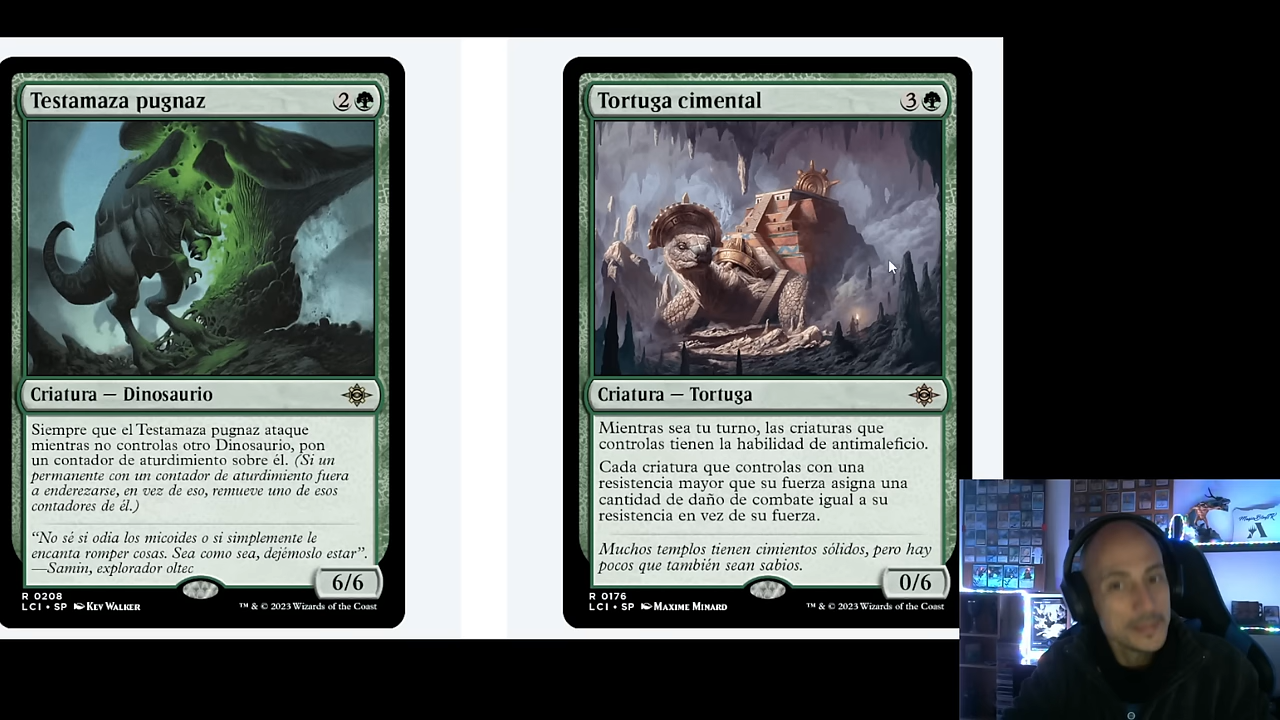 Testamaza pugnaz 2
Criatura — Dinosaurio
Siempre que el Testamaza pugnaz ataque
mientras no controlas otro Dinosaurio, pon
un contador de aturdimiento sobre él. (Si un
permanente con un contador de aturdimiento fuera
a enderezarse, en vez de eso, remueve uno de esos
contadores de él.)
“No sé si odia los micoides o si simplemente le
encanta romper cosas. Sea como sea, dejémoslo estar”.
—Samin, explorador oltec
6/6
R 0208
LCI • SP Kev Walker
™ & © 2023 Wizards of the Coast
Tortuga cimental 3
Criatura — Tortuga
Mientras sea tu turno, las criaturas que
controlas tienen la habilidad de antimaleficio.
Cada criatura que controlas con una
resistencia mayor que su fuerza asigna una
cantidad de daño de combate igual a su
resistencia en vez de su fuerza.
Muchos templos tienen cimientos sólidos, pero hay
pocos que también sean sabios.
0/6
R 0176
LCI • SP Maxime Minard
™ & © 2023 Wizards of the Coast